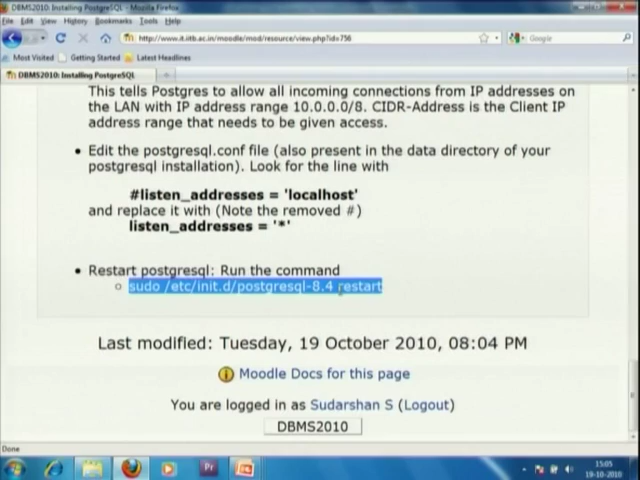 DBMS2010: Installing PostgreSQL - Mozilla Firefox
File Edit View History Bookmarks Tools Help
http://www.it.iitb.ac.in/moodle/mod/resource/view.php?id=756
Google
Most Visited Getting Started Latest Headlines
DBMS2010: Installing PostgreSQL
This tells Postgres to allow all incoming connections from IP addresses on
the LAN with IP address range 10.0.0.0/8. CIDR-Address is the Client IP
address range that needs to be given access.
• Edit the postgresql.conf file (also present in the data directory of your
postgresql installation). Look for the line with
#listen_addresses = 'localhost'
and replace it with (Note the removed #)
listen_addresses = '*'
• Restart postgresql: Run the command
sudo /etc/init.d/postgresql-8.4 restart
Last modified: Tuesday, 19 October 2010, 08:04 PM
Moodle Docs for this page
You are logged in as Sudarshan S (Logout)
DBMS2010
Done
Pr
15:05
19-10-2010